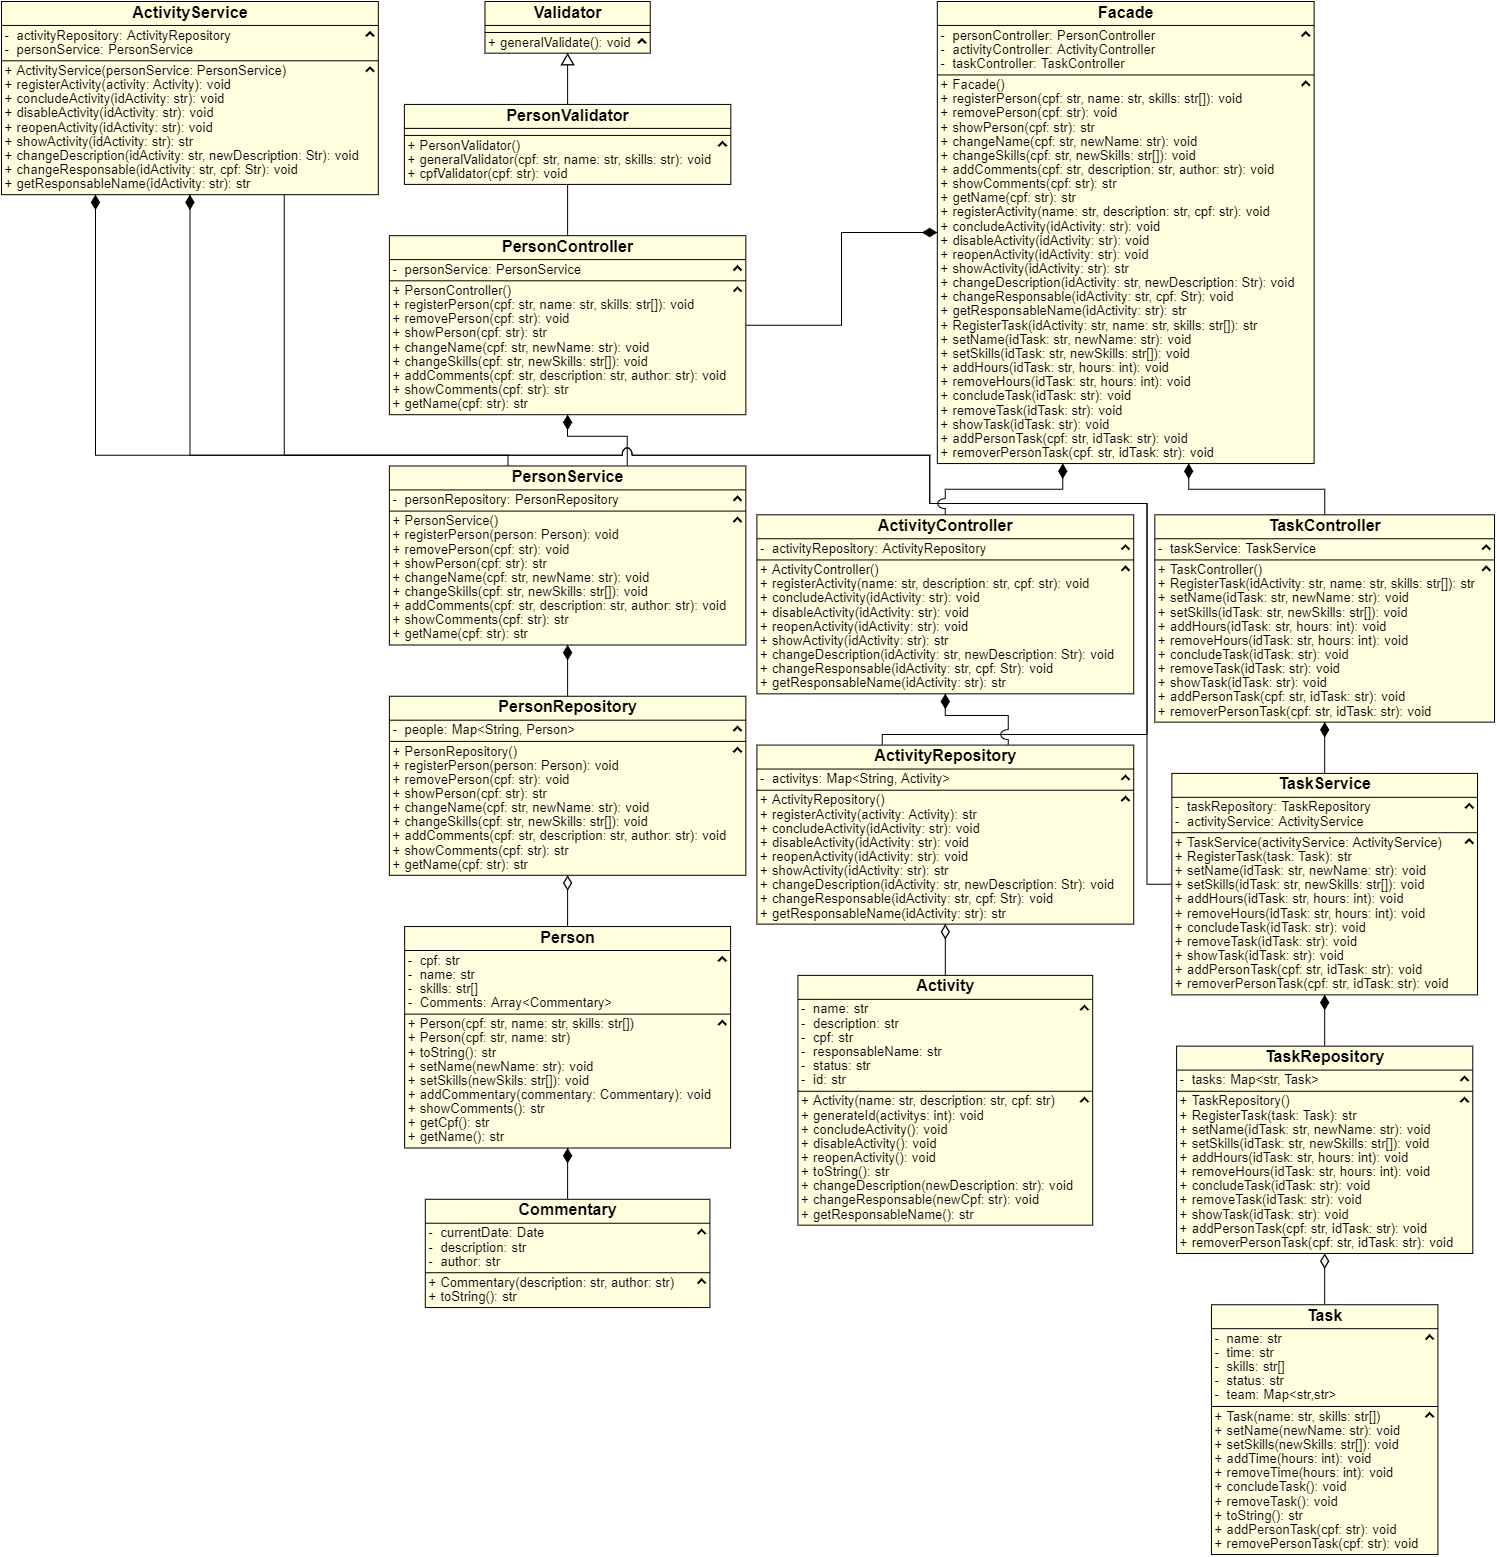 ActivityService
- activityRepository: ActivityRepository
- personService: PersonService
+ ActivityService(personService: PersonService)
+ registerActivity(activity: Activity): void
+ concludeActivity(idActivity: str): void
+ disableActivity(idActivity: str): void
+ reopenActivity(idActivity: str): void
+ showActivity(idActivity: str): str
+ changeDescription(idActivity: str, newDescription: Str): void
+ changeResponsable(idActivity: str, cpf: Str): void
+ getResponsableName(idActivity: str): str
Validator
+ generalValidate(): void
PersonValidator
+ PersonValidator()
+ generalValidator(cpf: str, name: str, skills: str): void
+ cpfValidator(cpf: str): void
PersonController
- personService: PersonService
+ PersonController()
+ registerPerson(cpf: str, name: str, skills: str[]): void
+ removePerson(cpf: str): void
+ showPerson(cpf: str): str
+ changeName(cpf: str, newName: str): void
+ changeSkills(cpf: str, newSkills: str[]): void
+ addComments(cpf: str, description: str, author: str): void
+ showComments(cpf: str): str
+ getName(cpf: str): str
PersonService
- personRepository: PersonRepository
+ PersonService()
+ registerPerson(person: Person): void
+ removePerson(cpf: str): void
+ showPerson(cpf: str): str
+ changeName(cpf: str, newName: str): void
+ changeSkills(cpf: str, newSkills: str[]): void
+ addComments(cpf: str, description: str, author: str): void
+ showComments(cpf: str): str
+ getName(cpf: str): str
PersonRepository
- people: Map<String, Person>
+ PersonRepository()
+ registerPerson(person: Person): void
+ removePerson(cpf: str): void
+ showPerson(cpf: str): str
+ changeName(cpf: str, newName: str): void
+ changeSkills(cpf: str, newSkills: str[]): void
+ addComments(cpf: str, description: str, author: str): void
+ showComments(cpf: str): str
+ getName(cpf: str): str
Person
- cpf: str
- name: str
- skills: str[]
- Comments: Array<Commentary>
+ Person(cpf: str, name: str, skills: str[])
+ Person(cpf: str, name: str)
+ toString(): str
+ setName(newName: str): void
+ setSkills(newSkils: str[]): void
+ addCommentary(commentary: Commentary): void
+ showComments(): str
+ getCpf(): str
+ getName(): str
Commentary
- currentDate: Date
- description: str
- author: str
+ Commentary(description: str, author: str)
+ toString(): str
Facade
- personController: PersonController
- activityController: ActivityController
- taskController: TaskController
+ Facade()
+ registerPerson(cpf: str, name: str, skills: str[]): void
+ removePerson(cpf: str): void
+ showPerson(cpf: str): str
+ changeName(cpf: str, newName: str): void
+ changeSkills(cpf: str, newSkills: str[]): void
+ addComments(cpf: str, description: str, author: str): void
+ showComments(cpf: str): str
+ getName(cpf: str): str
+ registerActivity(name: str, description: str, cpf: str): void
+ concludeActivity(idActivity: str): void
+ disableActivity(idActivity: str): void
+ reopenActivity(idActivity: str): void
+ showActivity(idActivity: str): str
+ changeDescription(idActivity: str, newDescription: Str): void
+ changeResponsable(idActivity: str, cpf: Str): void
+ getResponsableName(idActivity: str): str
+ RegisterTask(idActivity: str, name: str, skills: str[]): str
+ setName(idTask: str, newName: str): void
+ setSkills(idTask: str, newSkills: str[]): void
+ addHours(idTask: str, hours: int): void
+ removeHours(idTask: str, hours: int): void
+ concludeTask(idTask: str): void
+ removeTask(idTask: str): void
+ showTask(idTask: str): void
+ addPersonTask(cpf: str, idTask: str): void
+ removerPersonTask(cpf: str, idTask: str): void
ActivityController
- activityRepository: ActivityRepository
+ ActivityController()
+ registerActivity(name: str, description: str, cpf: str): void
+ concludeActivity(idActivity: str): void
+ disableActivity(idActivity: str): void
+ reopenActivity(idActivity: str): void
+ showActivity(idActivity: str): str
+ changeDescription(idActivity: str, newDescription: Str): void
+ changeResponsable(idActivity: str, cpf: Str): void
+ getResponsableName(idActivity: str): str
ActivityRepository
- activitys: Map<String, Activity>
+ ActivityRepository()
+ registerActivity(activity: Activity): str
+ concludeActivity(idActivity: str): void
+ disableActivity(idActivity: str): void
+ reopenActivity(idActivity: str): void
+ showActivity(idActivity: str): str
+ changeDescription(idActivity: str, newDescription: Str): void
+ changeResponsable(idActivity: str, cpf: Str): void
+ getResponsableName(idActivity: str): str
Activity
- name: str
- description: str
- cpf: str
- responsableName: str
- status: str
- id: str
+ Activity(name: str, description: str, cpf: str)
+ generateId(activitys: int): void
+ concludeActivity(): void
+ disableActivity(): void
+ reopenActivity(): void
+ toString(): str
+ changeDescription(newDescription: str): void
+ changeResponsable(newCpf: str): void
+ getResponsableName(): str
TaskController
- taskService: TaskService
+ TaskController()
+ RegisterTask(idActivity: str, name: str, skills: str[]): str
+ setName(idTask: str, newName: str): void
+ setSkills(idTask: str, newSkills: str[]): void
+ addHours(idTask: str, hours: int): void
+ removeHours(idTask: str, hours: int): void
+ concludeTask(idTask: str): void
+ removeTask(idTask: str): void
+ showTask(idTask: str): void
+ addPersonTask(cpf: str, idTask: str): void
+ removerPersonTask(cpf: str, idTask: str): void
TaskService
- taskRepository: TaskRepository
- activityService: ActivityService
+ TaskService(activityService: ActivityService)
+ RegisterTask(task: Task): str
+ setName(idTask: str, newName: str): void
+ setSkills(idTask: str, newSkills: str[]): void
+ addHours(idTask: str, hours: int): void
+ removeHours(idTask: str, hours: int): void
+ concludeTask(idTask: str): void
+ removeTask(idTask: str): void
+ showTask(idTask: str): void
+ addPersonTask(cpf: str, idTask: str): void
+ removerPersonTask(cpf: str, idTask: str): void
TaskRepository
- tasks: Map<str, Task>
+ TaskRepository()
+ RegisterTask(task: Task): str
+ setName(idTask: str, newName: str): void
+ setSkills(idTask: str, newSkills: str[]): void
+ addHours(idTask: str, hours: int): void
+ removeHours(idTask: str, hours: int): void
+ concludeTask(idTask: str): void
+ removeTask(idTask: str): void
+ showTask(idTask: str): void
+ addPersonTask(cpf: str, idTask: str): void
+ removerPersonTask(cpf: str, idTask: str): void
Task
- name: str
- time: str
- skills: str[]
- status: str
- team: Map<str,str>
+ Task(name: str, skills: str[])
+ setName(newName: str): void
+ setSkills(newSkills: str[]): void
+ addTime(hours: int): void
+ removeTime(hours: int): void
+ concludeTask(): void
+ removeTask(): void
+ toString(): str
+ addPersonTask(cpf: str): void
+ removePersonTask(cpf: str): void